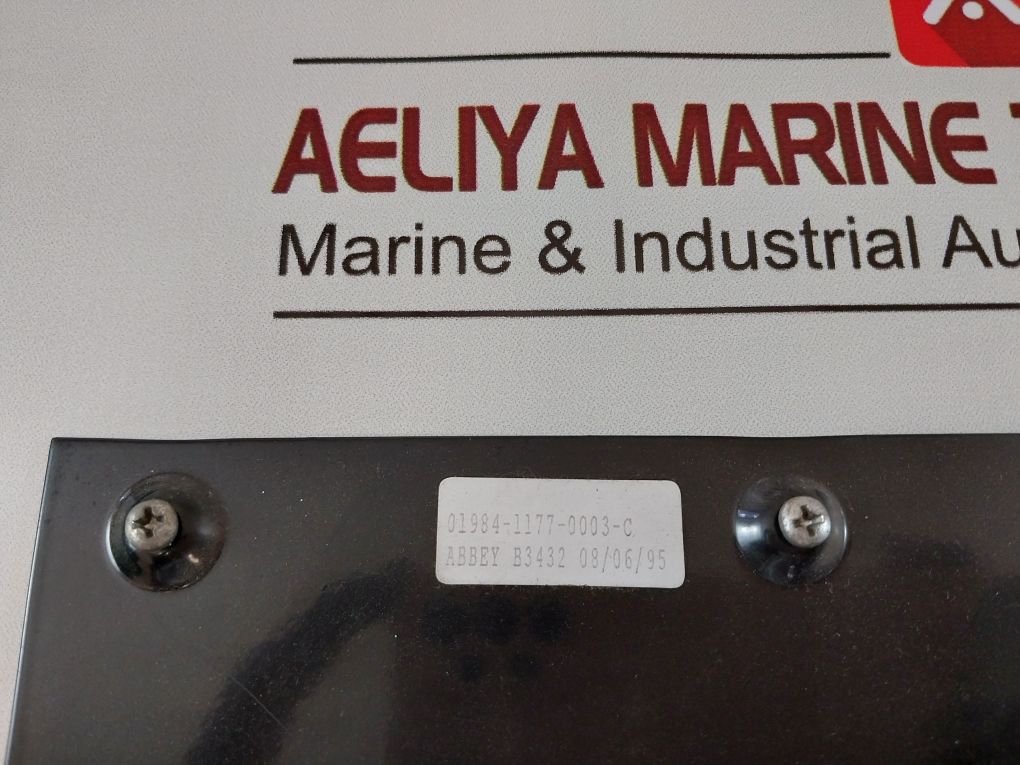 AELIYA MARINE
Marine & Industrial Au
01984-1177-0003-C
ABBEY B3432 08/06/95